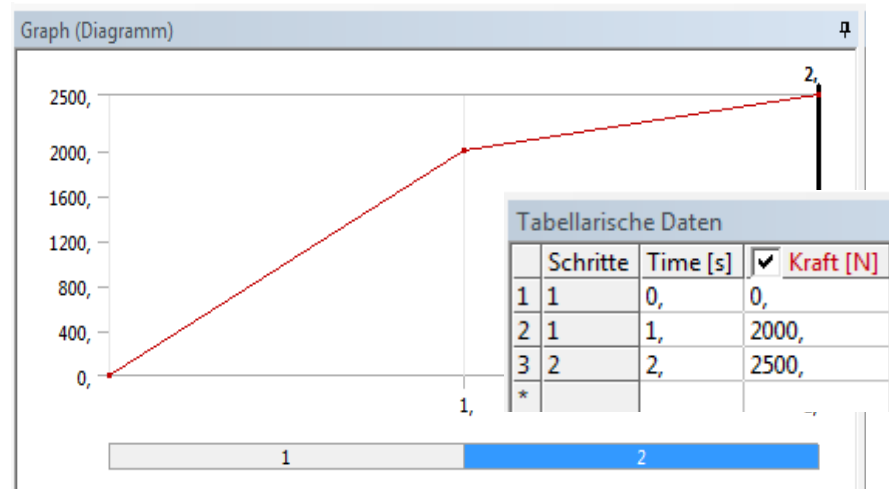 Graph (Diagramm)
2,
2500,
2000,
1600,
1200,
800,
400,
0,
1,
1
2
Tabellarische Daten
Schritte Time [s] Kraft [N]
1 1 0, 0,
2 1 1, 2000,
3 2 2, 2500,
*